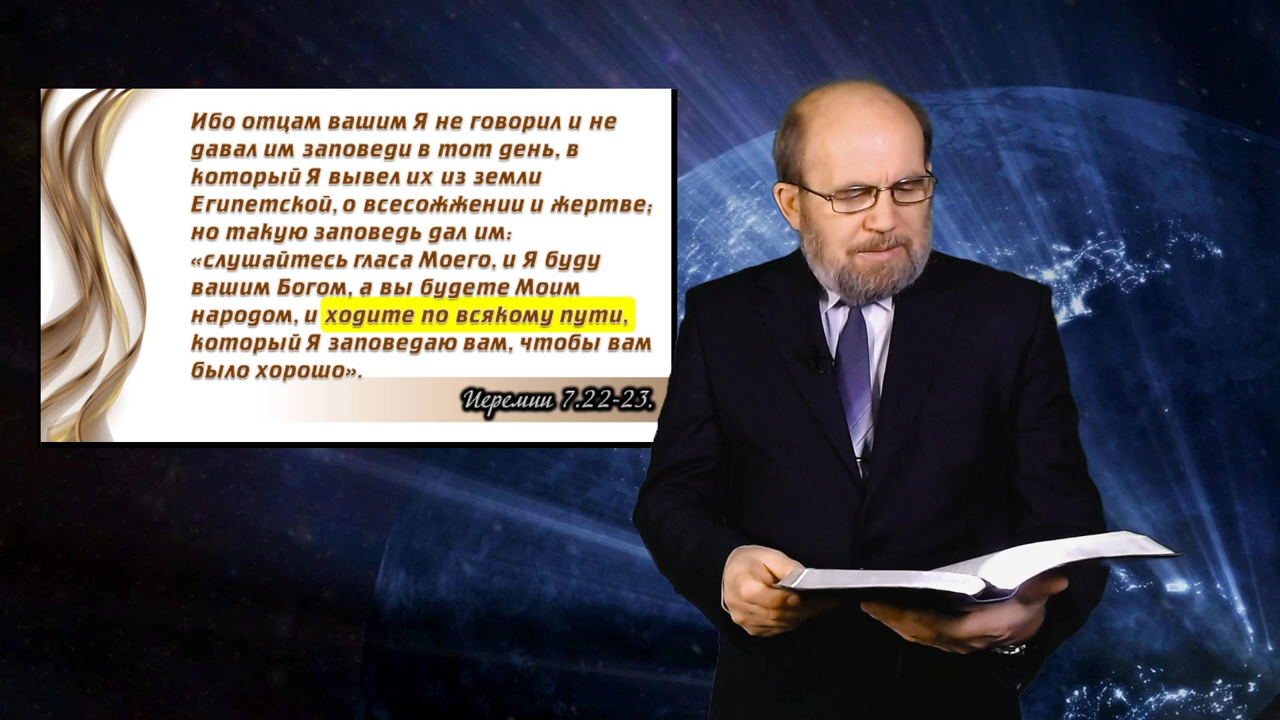 Ибо отцам вашим Я не говорил и не
давал им заповеди в тот день, в
который Я вывел их из земли
Египетской, о всесожжении и жертве;
но такую заповедь дал им:
«слушайтесь гласа Моего, и Я буду
вашим Богом, а вы будете Моим
народом, и ходите по всякому пути,
который Я заповедаю вам, чтобы вам
было хорошо».
Иеремии 7.22-23.